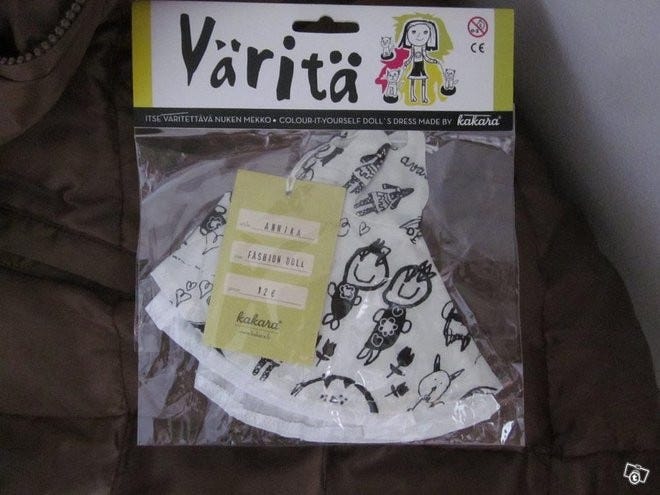 Väritä
CE
ITSE VÄRITETTÄVÄ NUKEN MEKKO • COLOUR-IT-YOURSELF DOLL´S DRESS MADE BY kakara®
ANNIKA
FASHION DOLL
12 €
kakara®